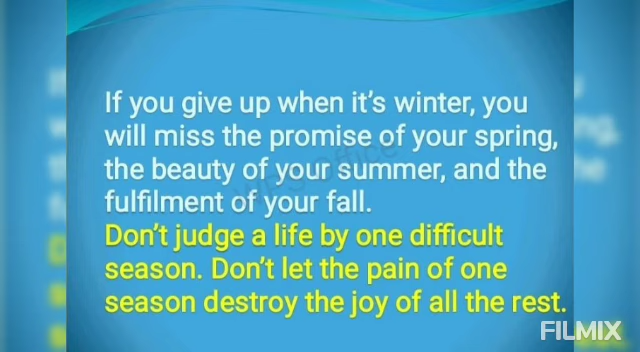 If you give up when it's winter, you
will miss the promise of your spring,
the beauty of your summer, and the
fulfilment of your fall.
Don't judge a life by one difficult
season. Don't let the pain of one
season destroy the joy of all the rest.
WPS Office
FILMIX